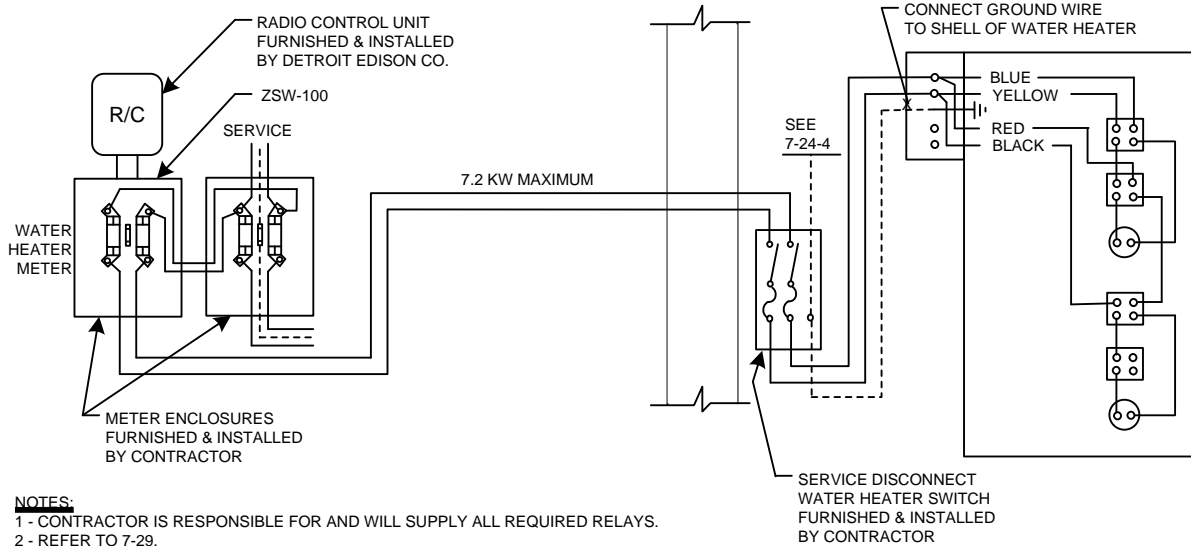 RADIO CONTROL UNIT
FURNISHED & INSTALLED
BY DETROIT EDISON CO.
R/C
ZSW-100
SERVICE
WATER
HEATER
METER
METER ENCLOSURES
FURNISHED & INSTALLED
BY CONTRACTOR
7.2 KW MAXIMUM
SEE
7-24-4
CONNECT GROUND WIRE
TO SHELL OF WATER HEATER
BLUE
YELLOW
RED
BLACK
SERVICE DISCONNECT
WATER HEATER SWITCH
FURNISHED & INSTALLED
BY CONTRACTOR
NOTES:
1 - CONTRACTOR IS RESPONSIBLE FOR AND WILL SUPPLY ALL REQUIRED RELAYS.
2 - REFER TO 7-29.